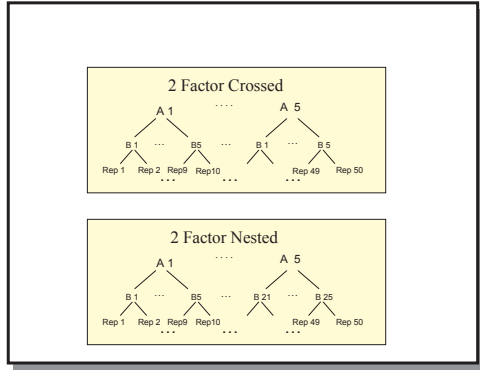 2 Factor Crossed
A 1 .... A 5
B 1 ... B5 ... B 1 ... B 5
Rep 1 Rep 2 Rep9 Rep10 Rep 49 Rep 50
... ... ...
2 Factor Nested
A 1 .... A 5
B 1 ... B5 ... B 21 ... B 25
Rep 1 Rep 2 Rep9 Rep10 Rep 49 Rep 50
... ... ...